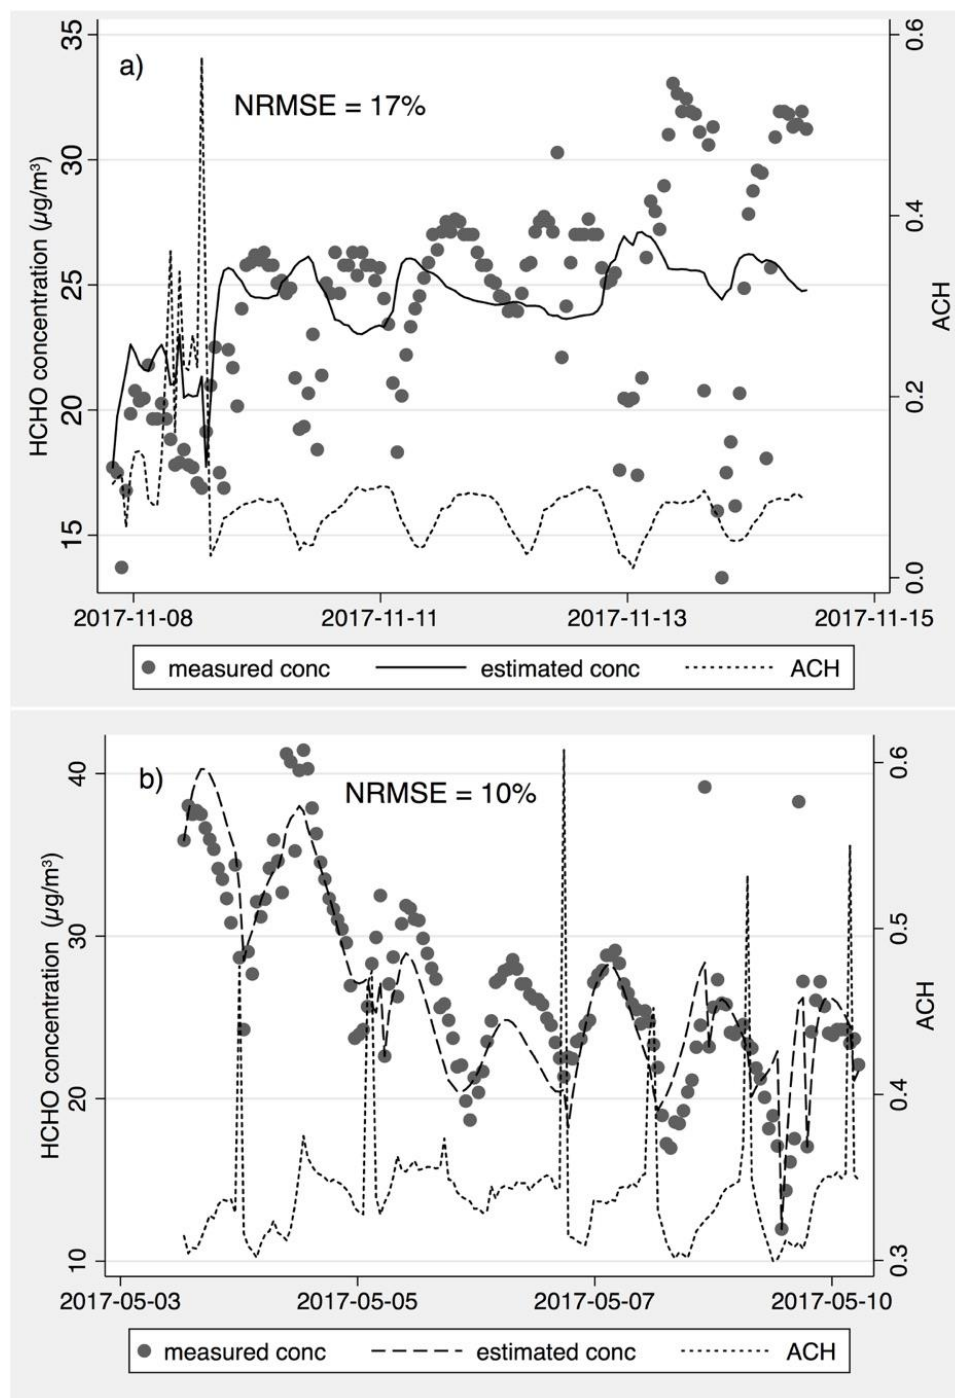 a)
NRMSE = 17%
HCHO concentration (µg/m³)
35
30
25
20
15
0.6
0.4
0.2
0.0
ACH
2017-11-08 2017-11-11 2017-11-13 2017-11-15
measured conc estimated conc ACH
b)
NRMSE = 10%
HCHO concentration (µg/m³)
40
30
20
10
0.6
0.5
0.4
0.3
ACH
2017-05-03 2017-05-05 2017-05-07 2017-05-10
measured conc estimated conc ACH